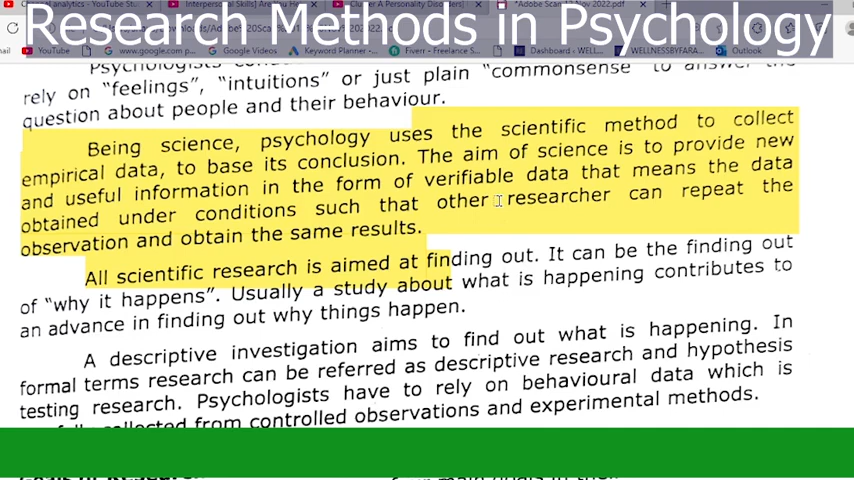 Research Methods in Psychology
www.google.com.p
Google Videos
Keyword Planner -
Fiverr - Freelance S
Dashboard - WELL
WELLNESSBYFARA
Outlook
rely on "feelings", "intuitions" or just plain "commonsense" to answer the
question about people and their behaviour.
Being science, psychology uses the scientific method to collect
empirical data, to base its conclusion. The aim of science is to provide new
and useful information in the form of verifiable data that means the data
obtained under conditions such that other researcher can repeat the
observation and obtain the same results.
All scientific research is aimed at finding out. It can be the finding out
of "why it happens". Usually a study about what is happening contributes to
an advance in finding out why things happen.
A descriptive investigation aims to find out what is happening. In
formal terms research can be referred as descriptive research and hypothesis
testing research. Psychologists have to rely on behavioural data which is
collected from controlled observations and experimental methods.